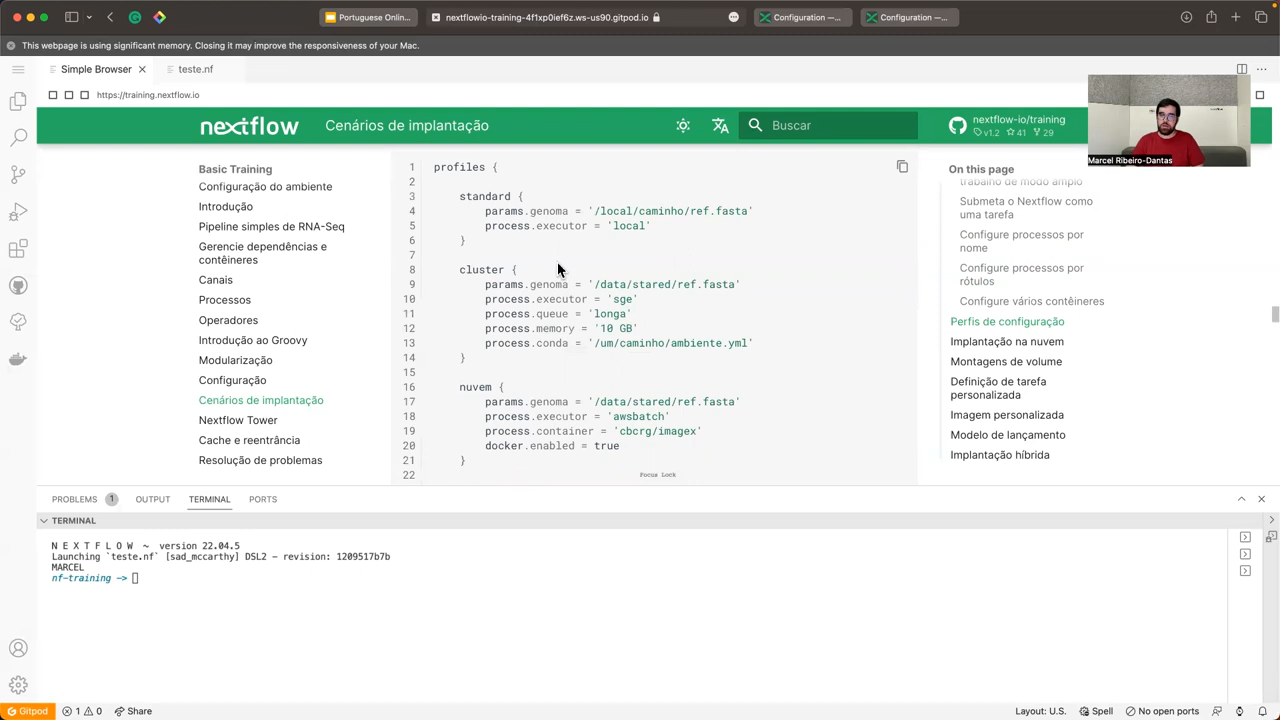 Portuguese Online...
nextflowio-training-4f1xp0ief6z.ws-us90.gitpod.io
Configuration —...
Configuration —...
This webpage is using significant memory. Closing it may improve the responsiveness of your Mac.
Simple Browser
teste.nf
https://training.nextflow.io
nextflow
Cenários de implantação
Buscar
nextflow-io/training
v1.2 41 29
Marcel Ribeiro-Dantas
Basic Training
Configuração do ambiente
Introdução
Pipeline simples de RNA-Seq
Gerencie dependências e
contêineres
Canais
Processos
Operadores
Introdução ao Groovy
Modularização
Configuração
Cenários de implantação
Nextflow Tower
Cache e reentrância
Resolução de problemas
1 profiles {
2
3 standard {
4 params.genoma = '/local/caminho/ref.fasta'
5 process.executor = 'local'
6 }
7
8 cluster {
9 params.genoma = '/data/stared/ref.fasta'
10 process.executor = 'sge'
11 process.queue = 'longa'
12 process.memory = '10 GB'
13 process.conda = '/um/caminho/ambiente.yml'
14 }
15
16 nuvem {
17 params.genoma = '/data/stared/ref.fasta'
18 process.executor = 'awsbatch'
19 process.container = 'cbcrg/imagex'
20 docker.enabled = true
21 }
22
Focus Lock
On this page
trabalho de modo amplo
Submeta o Nextflow como
uma tarefa
Configure processos por
nome
Configure processos por
rótulos
Configure vários contêineres
Perfis de configuração
Implantação na nuvem
Montagens de volume
Definição de tarefa
personalizada
Imagem personalizada
Modelo de lançamento
Implantação híbrida
PROBLEMS 1 OUTPUT TERMINAL PORTS
TERMINAL
N E X T F L O W ~ version 22.04.5
Launching `teste.nf` [sad_mccarthy] DSL2 - revision: 1209517b7b
MARCEL
nf-training ->
Gitpod 1 0 Share
Layout: U.S. Spell No open ports